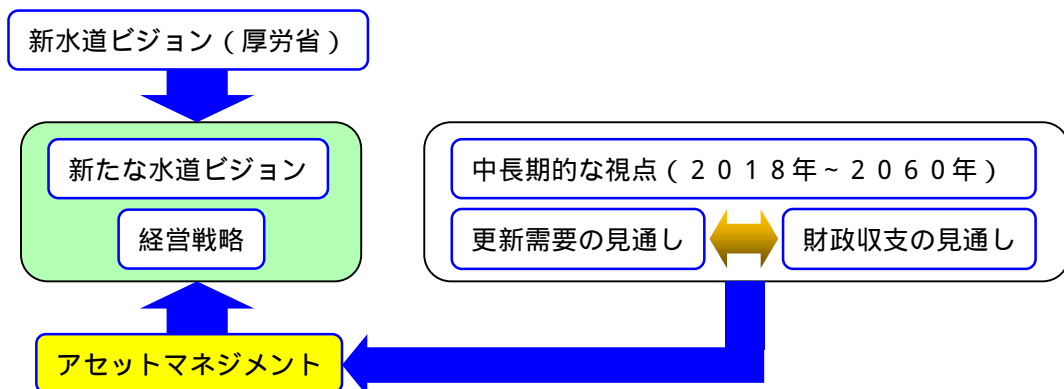 新水道ビジョン(厚労省)
新たな水道ビジョン
経営戦略
中長期的な視点(2018年~2060年)
更新需要の見通し
財政収支の見通し
アセットマネジメント